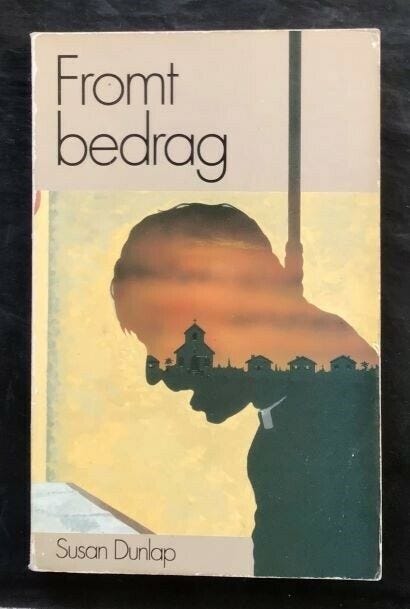 Fromt
bedrag
Susan Dunlap